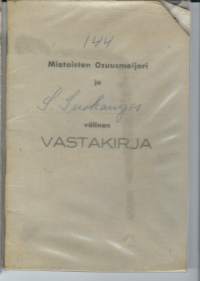 144
Mietoisten Osuusmeijeri
ja
S.
välinen
VASTAKIRJA